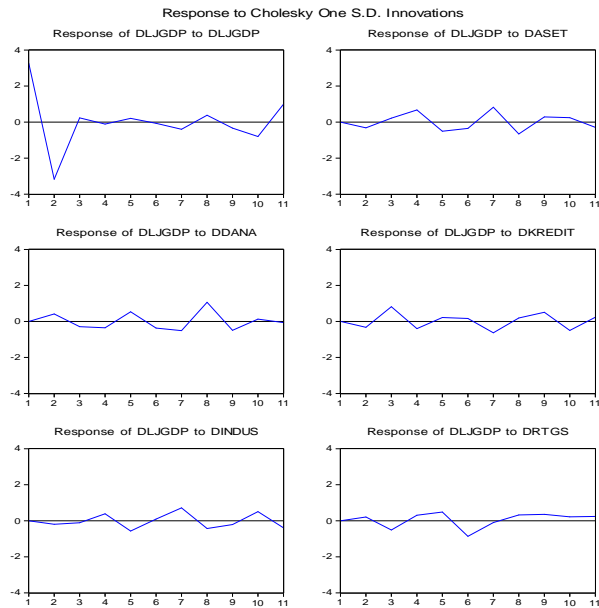 Response to Cholesky One S.D. Innovations
Response of DLJGDP to DLJGDP
4
2
0
-2
-4
1 2 3 4 5 6 7 8 9 10 11
Response of DLJGDP to DASET
4
2
0
-2
-4
1 2 3 4 5 6 7 8 9 10 11
Response of DLJGDP to DDANA
4
2
0
-2
-4
1 2 3 4 5 6 7 8 9 10 11
Response of DLJGDP to DKREDIT
4
2
0
-2
-4
1 2 3 4 5 6 7 8 9 10 11
Response of DLJGDP to DINDUS
4
2
0
-2
-4
1 2 3 4 5 6 7 8 9 10 11
Response of DLJGDP to DRTGS
4
2
0
-2
-4
1 2 3 4 5 6 7 8 9 10 11